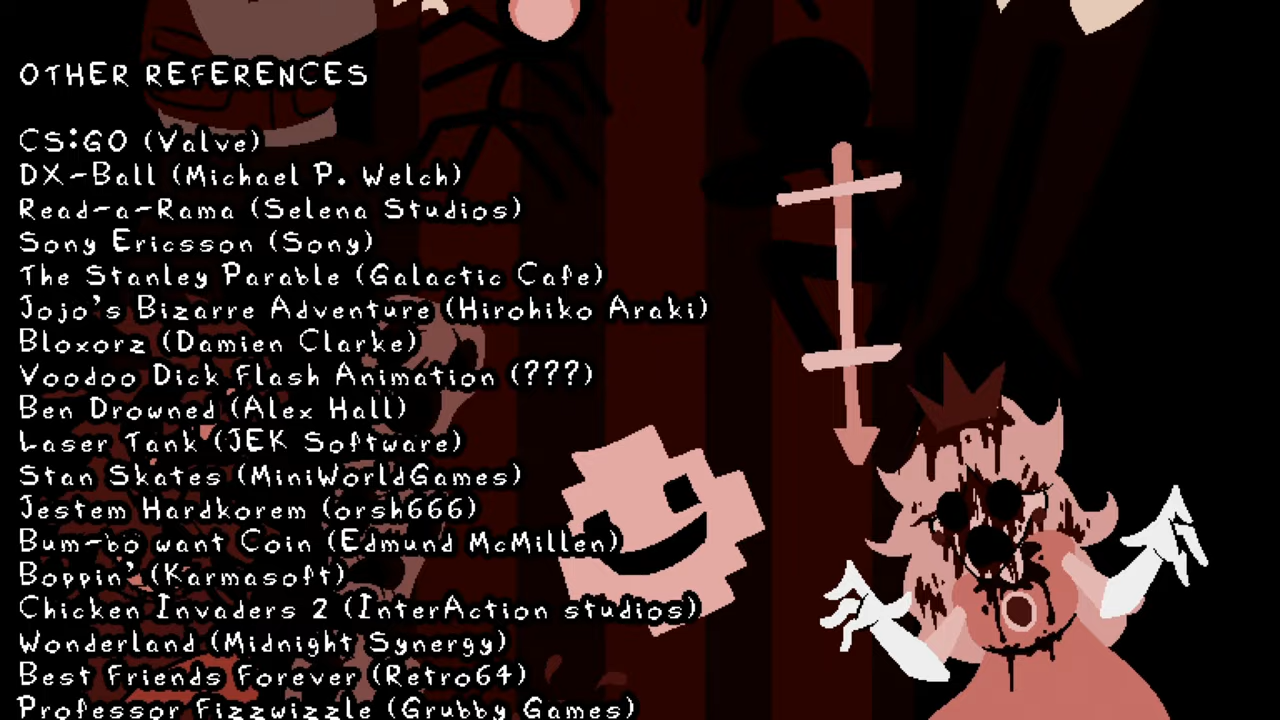 OTHER REFERENCES
CS:GO (Valve)
DX-Ball (Michael P. Welch)
Read-a-Rama (Selena Studios)
Sony Ericsson (Sony)
The Stanley Parable (Galactic Cafe)
Jojo's Bizarre Adventure (Hirohiko Araki)
Bloxorz (Damien Clarke)
Voodoo Dick Flash Animation (???)
Ben Drowned (Alex Hall)
Laser Tank (JEK Software)
Stan Skates (MiniWorldGames)
Jestem Hardkorem (orsh666)
Bum-bo want Coin (Edmund McMillen)
Boppin' (Karmasoft)
Chicken Invaders 2 (InterAction studios)
Wonderland (Midnight Synergy)
Best Friends Forever (Retro64)
Professor Fizzwizzle (Grubby Games)